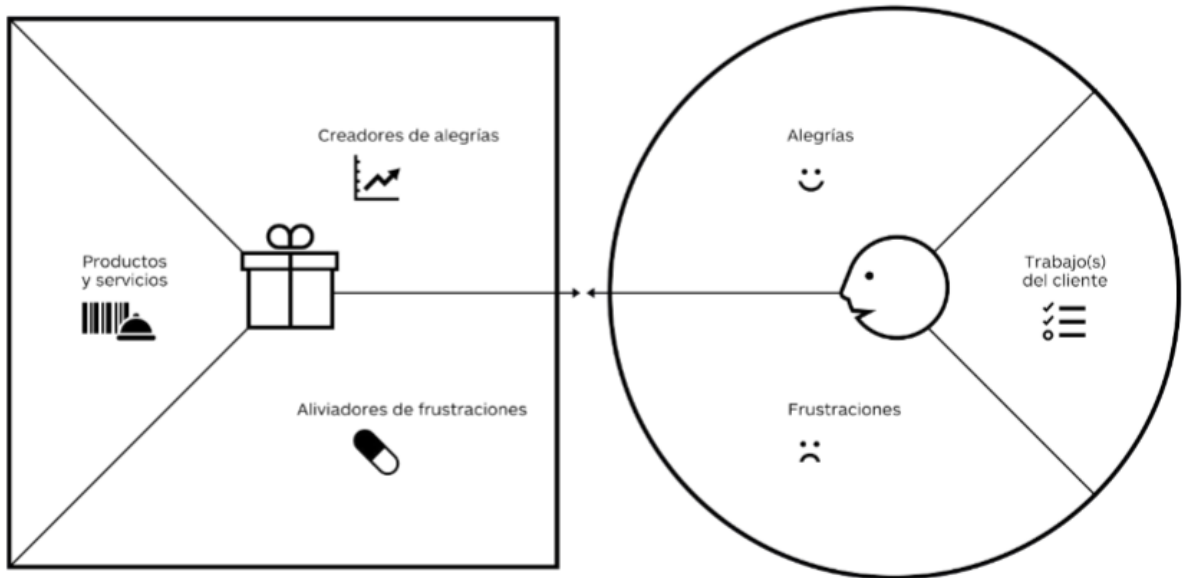 Creadores de alegrías
Productos
y servicios
Aliviadores de frustraciones
Alegrías
Trabajo(s)
del cliente
Frustraciones